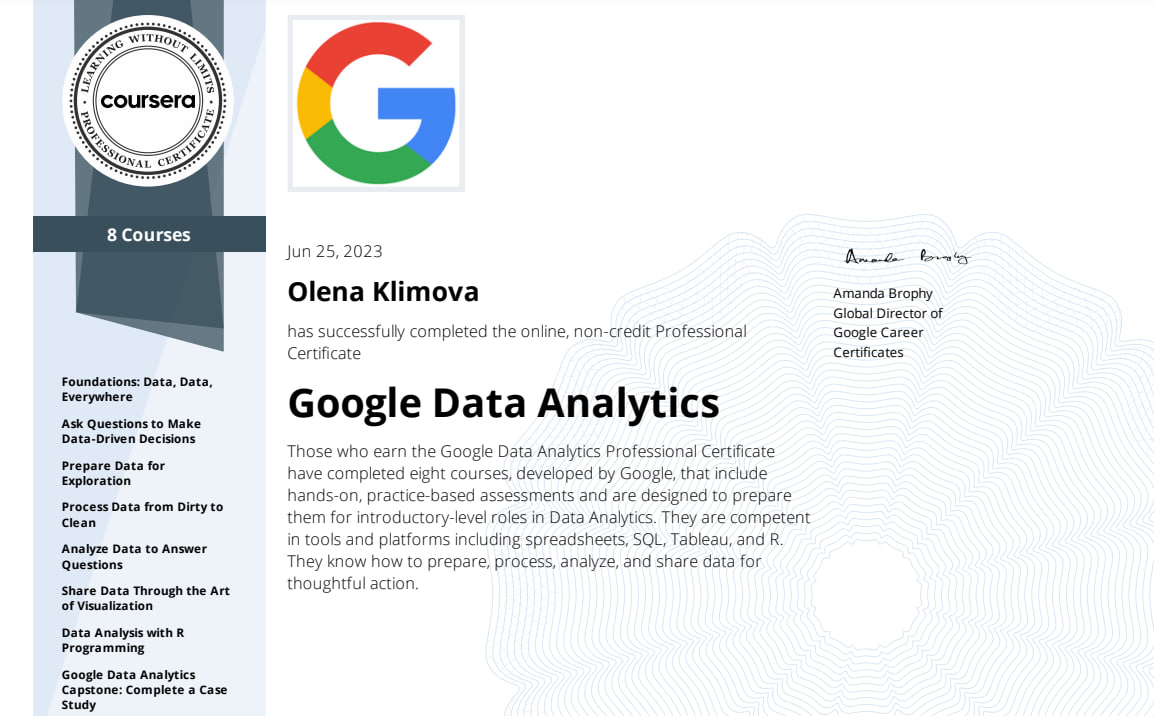 LEARNING WITHOUT LIMITS
coursera
PROFESSIONAL CERTIFICATE
8 Courses
Foundations: Data, Data,
Everywhere
Ask Questions to Make
Data-Driven Decisions
Prepare Data for
Exploration
Process Data from Dirty to
Clean
Analyze Data to Answer
Questions
Share Data Through the Art
of Visualization
Data Analysis with R
Programming
Google Data Analytics
Capstone: Complete a Case
Study
G
Jun 25, 2023
Olena Klimova
has successfully completed the online, non-credit Professional
Certificate
Google Data Analytics
Those who earn the Google Data Analytics Professional Certificate
have completed eight courses, developed by Google, that include
hands-on, practice-based assessments and are designed to prepare
them for introductory-level roles in Data Analytics. They are competent
in tools and platforms including spreadsheets, SQL, Tableau, and R.
They know how to prepare, process, analyze, and share data for
thoughtful action.
Amanda Brophy
Amanda Brophy
Global Director of
Google Career
Certificates